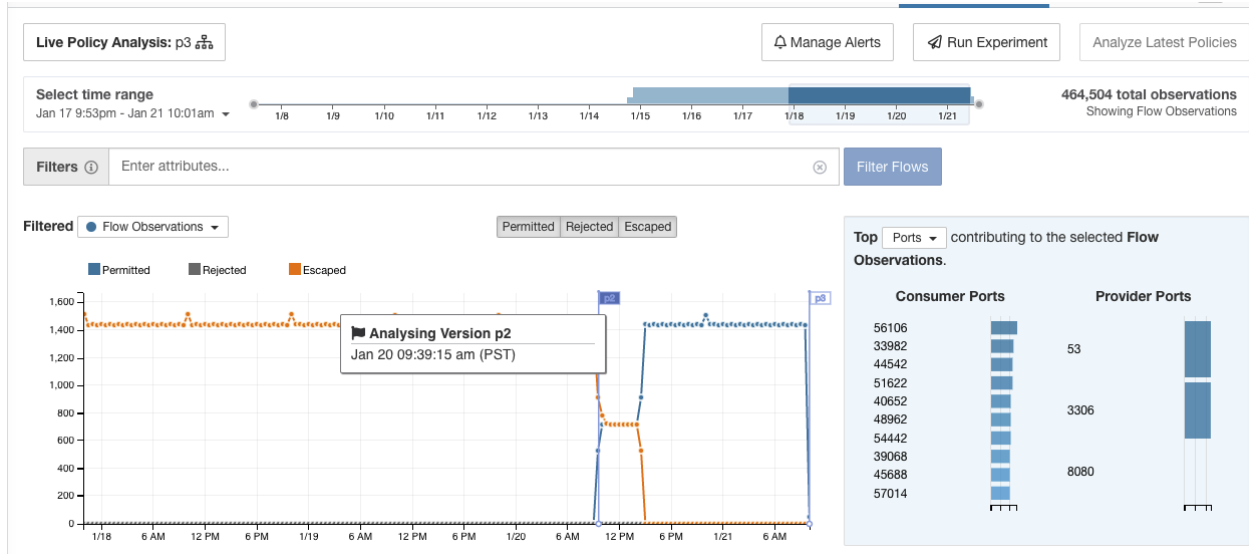 Live Policy Analysis: p3
Manage Alerts
Run Experiment
Analyze Latest Policies
Select time range
Jan 17 9:53pm - Jan 21 10:01am
1/8 1/9 1/10 1/11 1/12 1/13 1/14 1/15 1/16 1/17 1/18 1/19 1/20 1/21
464,504 total observations
Showing Flow Observations
Filters
Enter attributes...
Filter Flows
Filtered
Flow Observations
Permitted Rejected Escaped
Permitted Rejected Escaped
p2
p3
1,600
1,400
1,200
1,000
800
600
400
200
0
Analysing Version p2
Jan 20 09:39:15 am (PST)
1/18 6 AM 12 PM 6 PM 1/19 6 AM 12 PM 6 PM 1/20 6 AM 12 PM 6 PM 1/21 6 AM
Top Ports contributing to the selected Flow
Observations.
Consumer Ports
56106
33982
44542
51622
40652
48962
54442
39068
45688
57014
Provider Ports
53
3306
8080